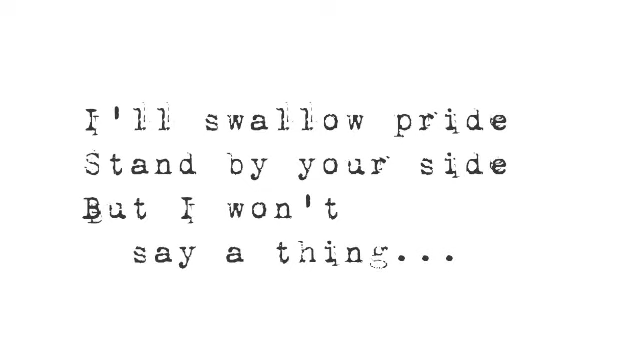 I'll swallow pride
Stand by your side
But I won't
say a thing...